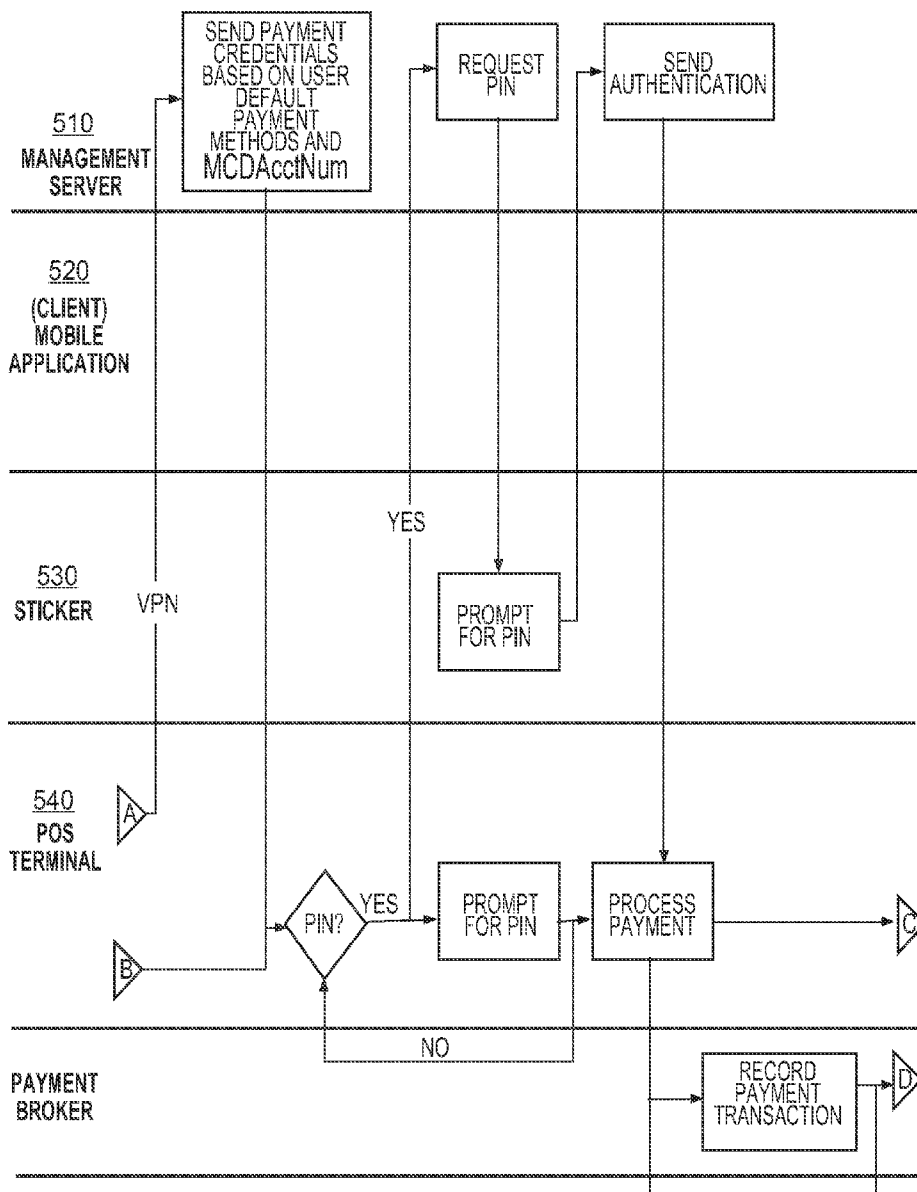 SEND PAYMENT
CREDENTIALS
BASED ON USER
DEFAULT
PAYMENT
METHODS AND
MCDAcctNum
REQUEST
PIN
SEND
AUTHENTICATION
510
MANAGEMENT
SERVER
520
(CLIENT)
MOBILE
APPLICATION
YES
530
STICKER
VPN
PROMPT
FOR PIN
540
POS
TERMINAL
A
PIN?
YES
PROMPT
FOR PIN
PROCESS
PAYMENT
C
B
NO
PAYMENT
BROKER
RECORD
PAYMENT
TRANSACTION
D